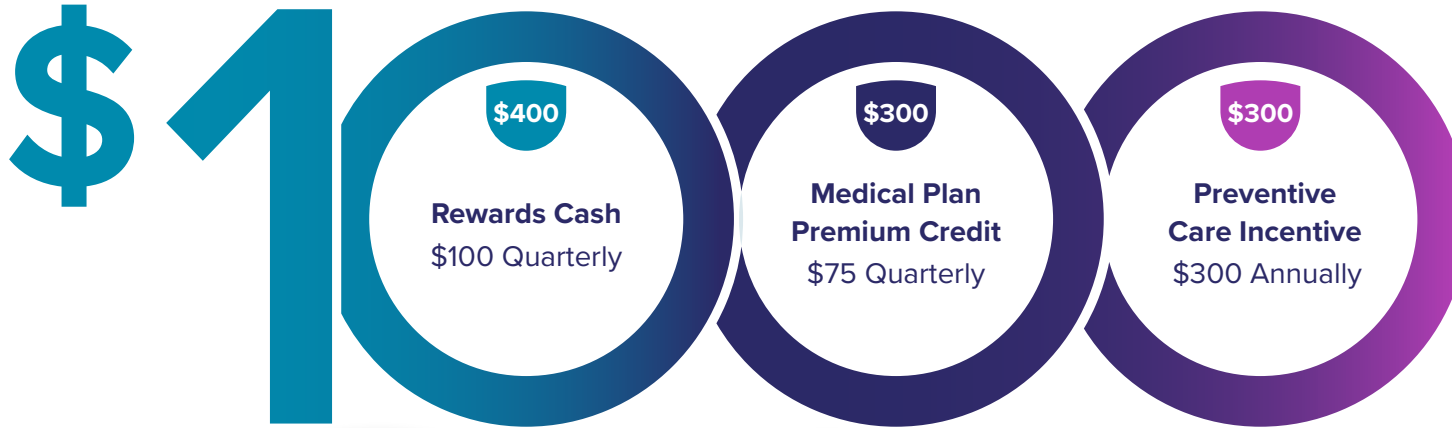 $1000
$400
Rewards Cash
$100 Quarterly
$300
Medical Plan
Premium Credit
$75 Quarterly
$300
Preventive
Care Incentive
$300 Annually